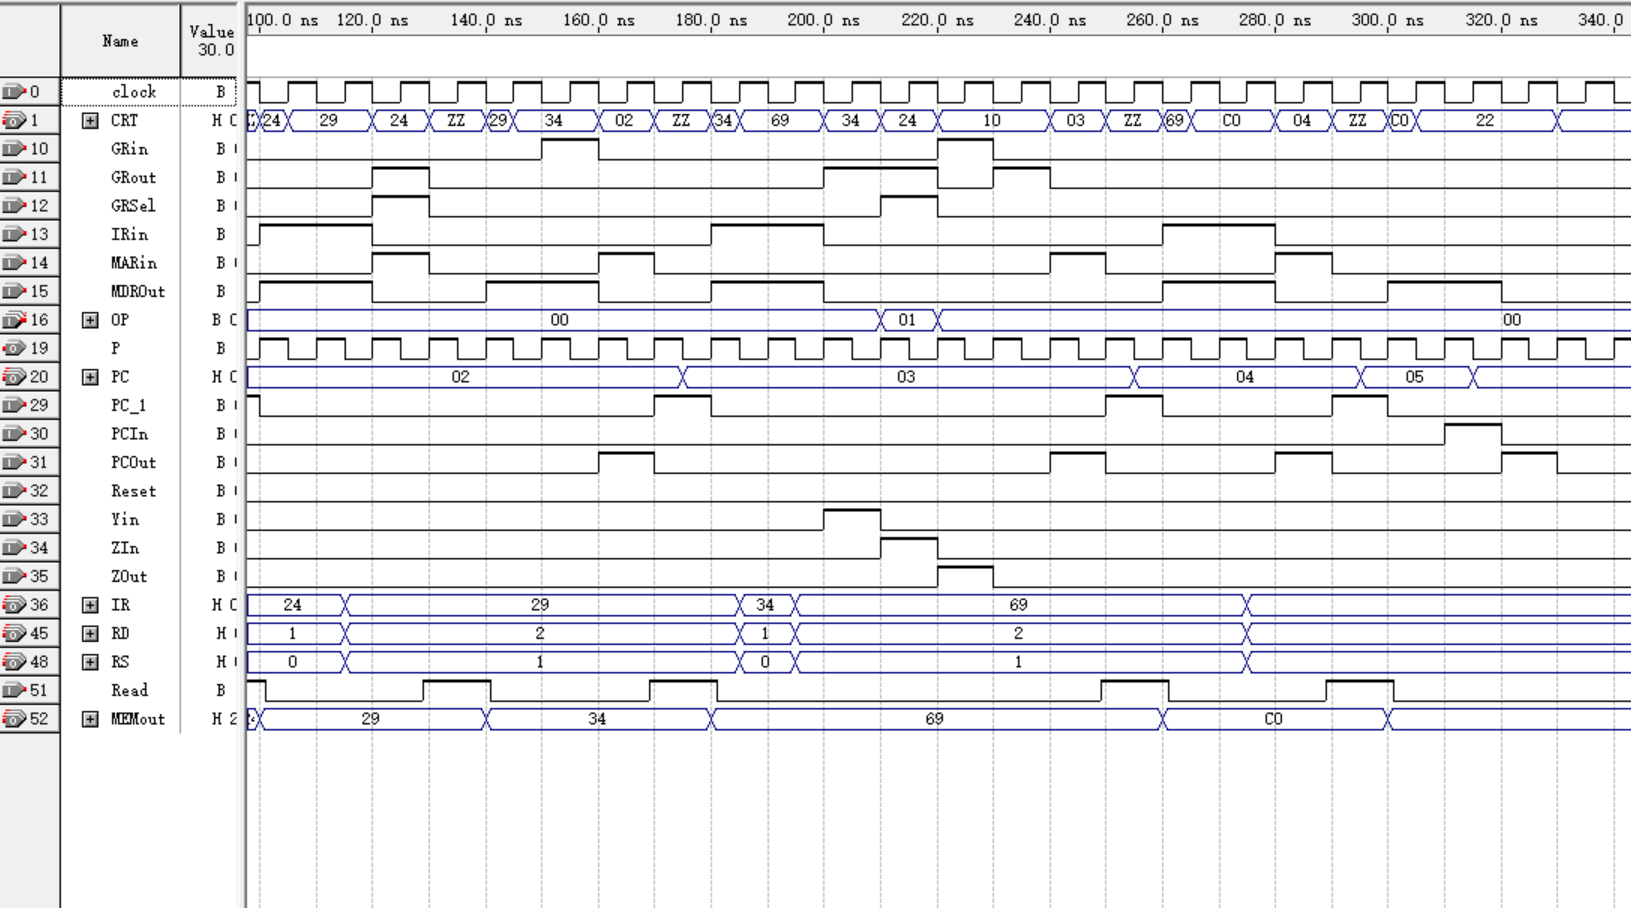 100.0 ns 120.0 ns 140.0 ns 160.0 ns 180.0 ns 200.0 ns 220.0 ns 240.0 ns 260.0 ns 280.0 ns 300.0 ns 320.0 ns 340.0
Name Value
30.0
0 clock B
1 CRT H C 24 29 24 ZZ 29 34 02 ZZ 34 69 34 24 10 03 ZZ 69 C0 04 ZZ C0 22
10 GRin B
11 GRout B
12 GRSel B
13 IRin B
14 MARin B
15 MDROut B
16 OP B C 00 01 00
19 P B
20 PC H C 02 03 04 05
29 PC_1 B
30 PCIn B
31 PCOut B
32 Reset B
33 Yin B
34 ZIn B
35 ZOut B
36 IR H C 24 29 34 69
45 RD H 1 2 1 2
48 RS H 0 1 0 1
51 Read B
52 MEMout H 2 29 34 69 C0